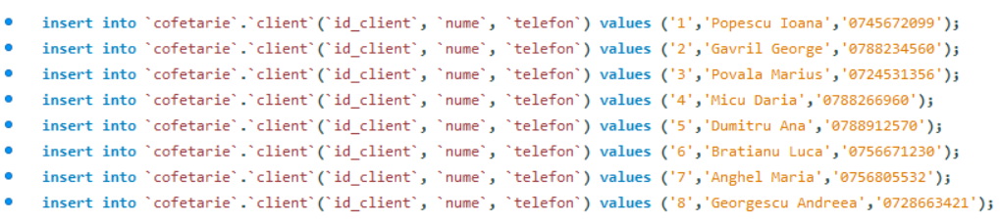 insert into `cofetarie`.`client`(`id_client`, `nume`, `telefon`) values ('1','Popescu Ioana','0745672099');
insert into `cofetarie`.`client`(`id_client`, `nume`, `telefon`) values ('2','Gavril George','0788234560');
insert into `cofetarie`.`client`(`id_client`, `nume`, `telefon`) values ('3','Povala Marius','0724531356');
insert into `cofetarie`.`client`(`id_client`, `nume`, `telefon`) values ('4','Micu Daria','0788266960');
insert into `cofetarie`.`client`(`id_client`, `nume`, `telefon`) values ('5','Dumitru Ana','0788912570');
insert into `cofetarie`.`client`(`id_client`, `nume`, `telefon`) values ('6','Bratianu Luca','0756671230');
insert into `cofetarie`.`client`(`id_client`, `nume`, `telefon`) values ('7','Anghel Maria','0756805532');
insert into `cofetarie`.`client`(`id_client`, `nume`, `telefon`) values ('8','Georgescu Andreea','0728663421');